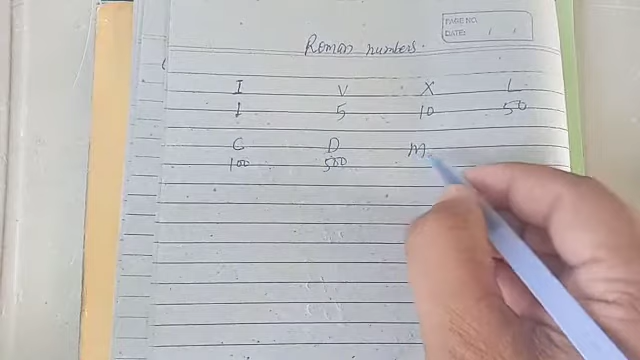 PAGE NO.
DATE: / /
Roman numbers.
I V X L
1 5 10 50
C D M
100 500